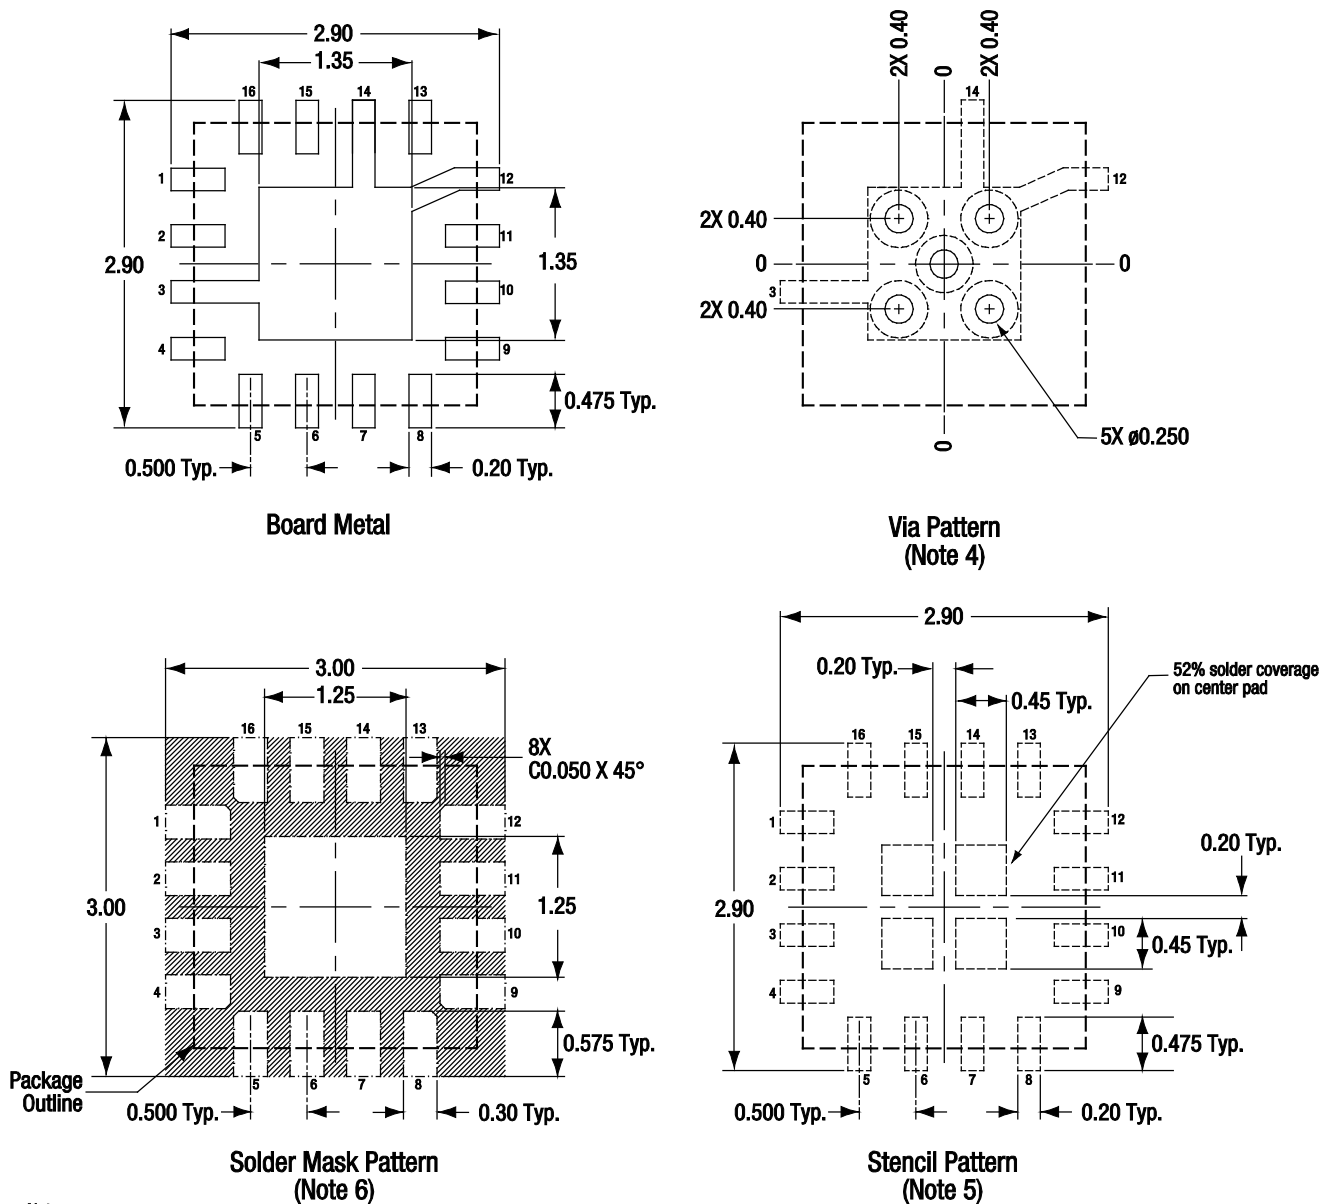 2.90
1.35
16 15 14 13
1
2
3
4
12
11
10
9
2.90
1.35
0.475 Typ.
5 6 7 8
0.500 Typ.
0.20 Typ.
Board Metal
2X 0.40
0
2X 0.40
14
12
2X 0.40
0
0
3
2X 0.40
0
5X ø0.250
Via Pattern
(Note 4)
3.00
1.25
16 15 14 13
8X
C0.050 X 45°
1
2
3
4
12
11
10
9
3.00
1.25
0.575 Typ.
Package
Outline
5 6 7 8
0.500 Typ.
0.30 Typ.
Solder Mask Pattern
(Note 6)
2.90
0.20 Typ.
52% solder coverage
on center pad
0.45 Typ.
16 15 14 13
1
2
3
4
12
11
10
9
0.20 Typ.
2.90
0.45 Typ.
0.475 Typ.
5 6 7 8
0.500 Typ.
0.20 Typ.
Stencil Pattern
(Note 5)